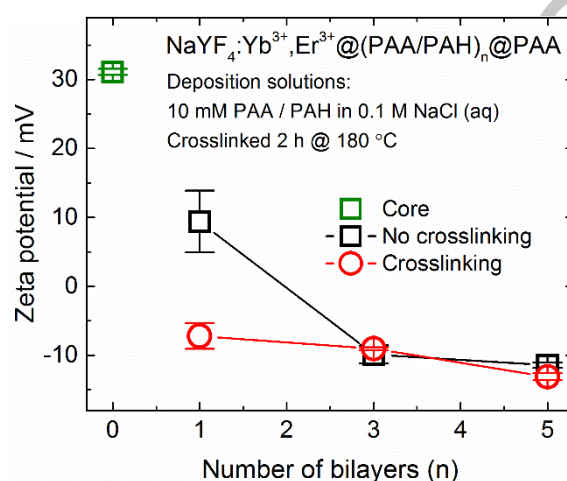 NaYF₄:Yb³⁺,Er³⁺@(PAA/PAH)ₙ@PAA
Deposition solutions:
10 mM PAA / PAH in 0.1 M NaCl (aq)
Crosslinked 2 h @ 180 °C
Core
No crosslinking
Crosslinking
Zeta potential / mV
30
20
10
0
-10
0
1
2
3
4
5
Number of bilayers (n)